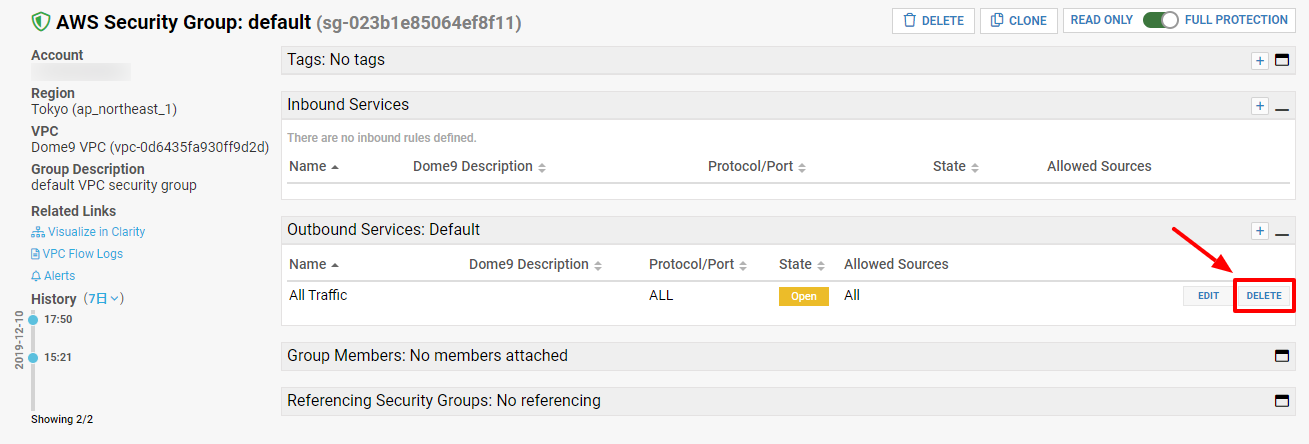 AWS Security Group: default (sg-023b1e85064ef8f11)
DELETE CLONE READ ONLY FULL PROTECTION
Account
Region
Tokyo (ap_northeast_1)
VPC
Dome9 VPC (vpc-0d6435fa930ff9d2d)
Group Description
default VPC security group
Related Links
Visualize in Clarity
VPC Flow Logs
Alerts
History (7日)
2019-12-10
17:50
15:21
Showing 2/2
Tags: No tags
Inbound Services
There are no inbound rules defined.
Name Dome9 Description Protocol/Port State Allowed Sources
Outbound Services: Default
Name Dome9 Description Protocol/Port State Allowed Sources
All Traffic ALL Open All EDIT DELETE
Group Members: No members attached
Referencing Security Groups: No referencing